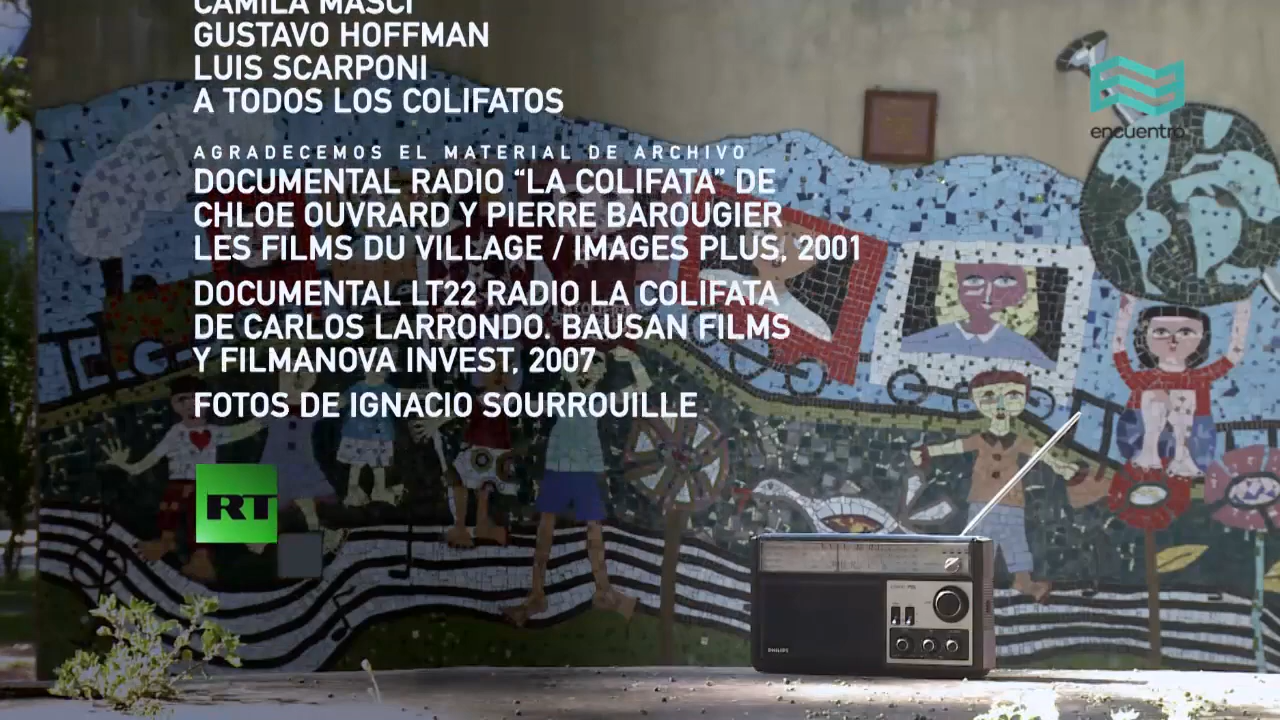 CAMILA MASCI
GUSTAVO HOFFMAN
LUIS SCARPONI
A TODOS LOS COLIFATOS
encuentro
AGRADECEMOS EL MATERIAL DE ARCHIVO
DOCUMENTAL RADIO “LA COLIFATA” DE
CHLOE OUVRARD Y PIERRE BAROUGIER
LES FILMS DU VILLAGE / IMAGES PLUS, 2001
DOCUMENTAL LT22 RADIO LA COLIFATA
DE CARLOS LARRONDO. BAUSAN FILMS
Y FILMANOVA INVEST, 2007
FOTOS DE IGNACIO SOURROUILLE
RT
PHILIPS